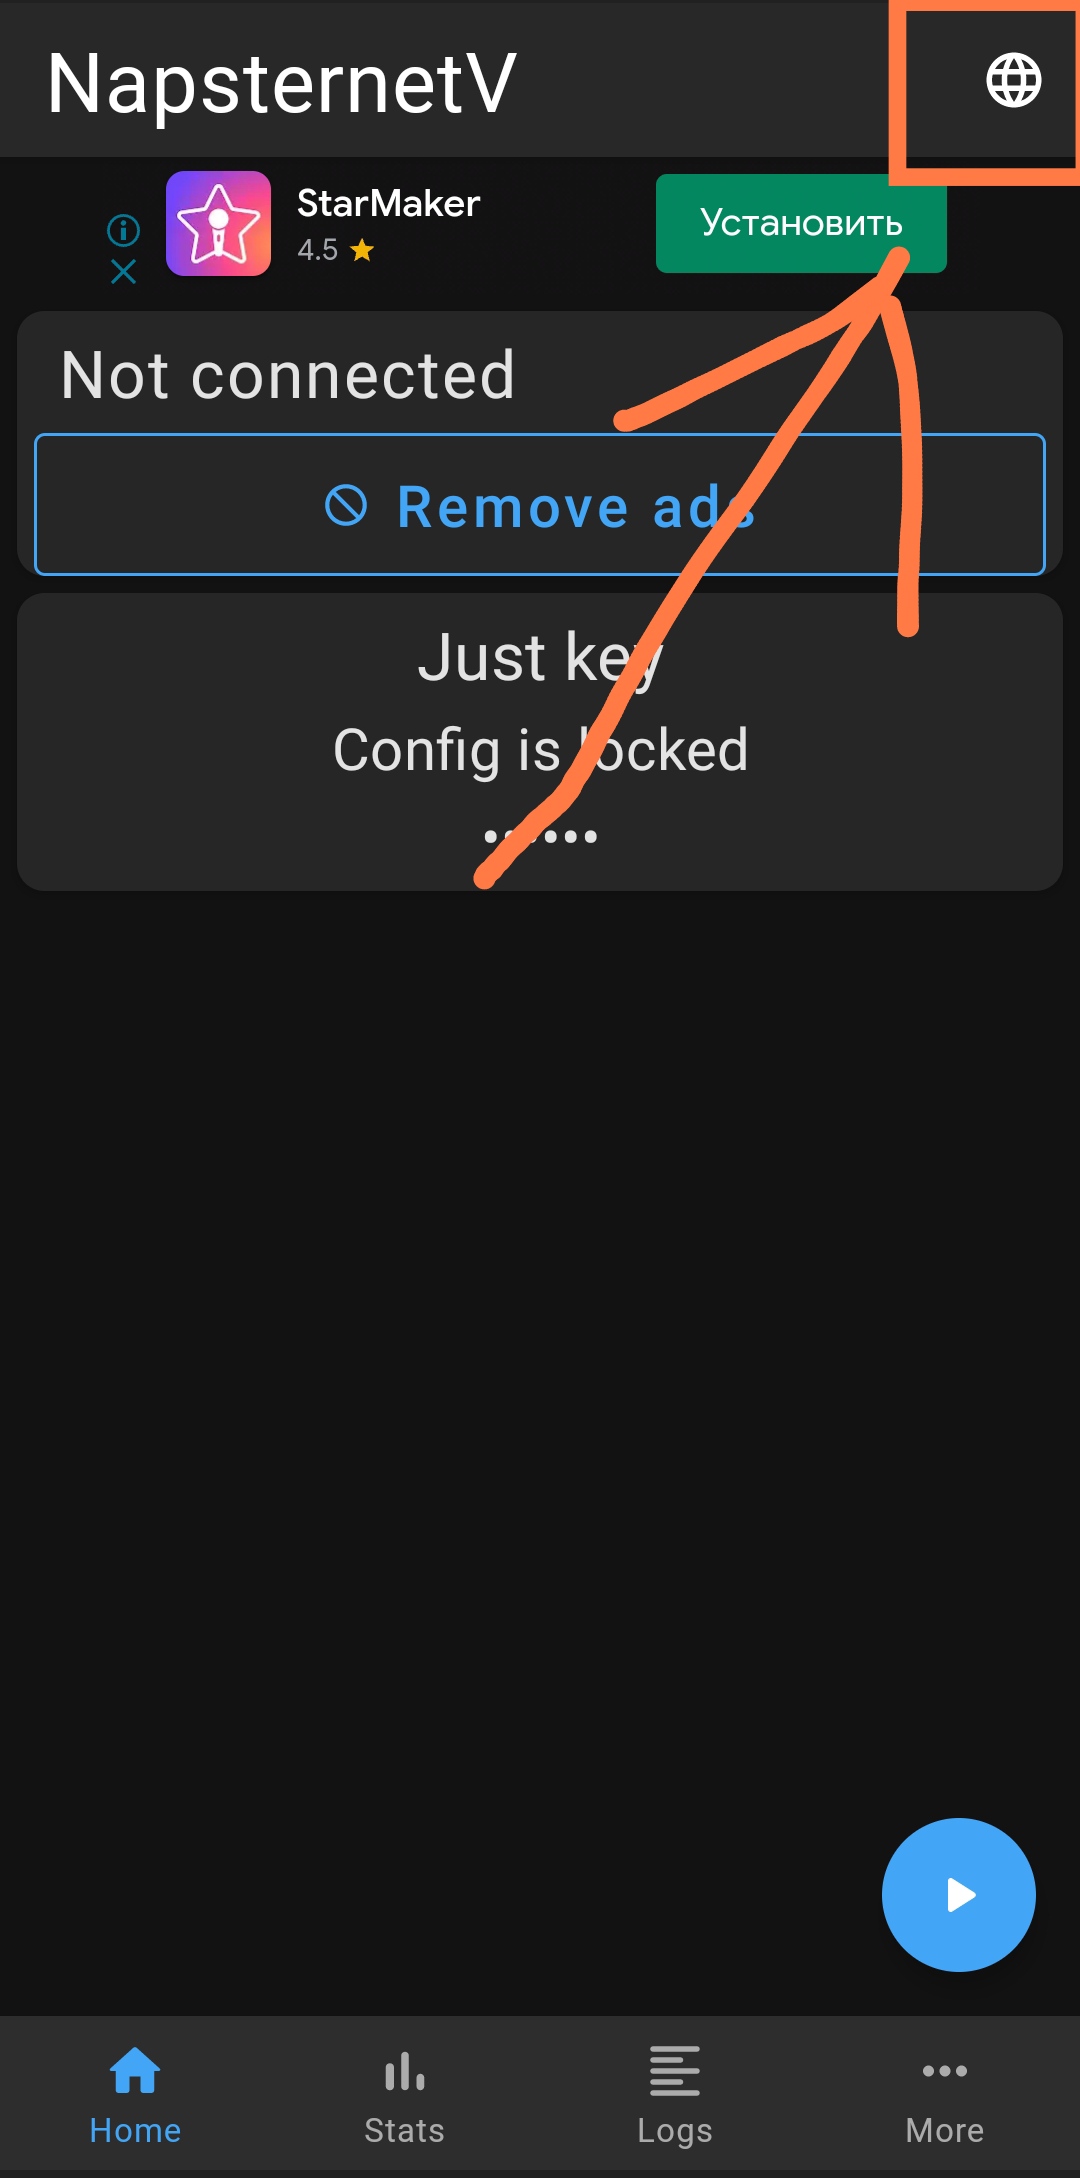 NapsternetV
StarMaker
4.5
Установить
Not connected
Remove ads
Just key
Config is locked
••••••
Home
Stats
Logs
More